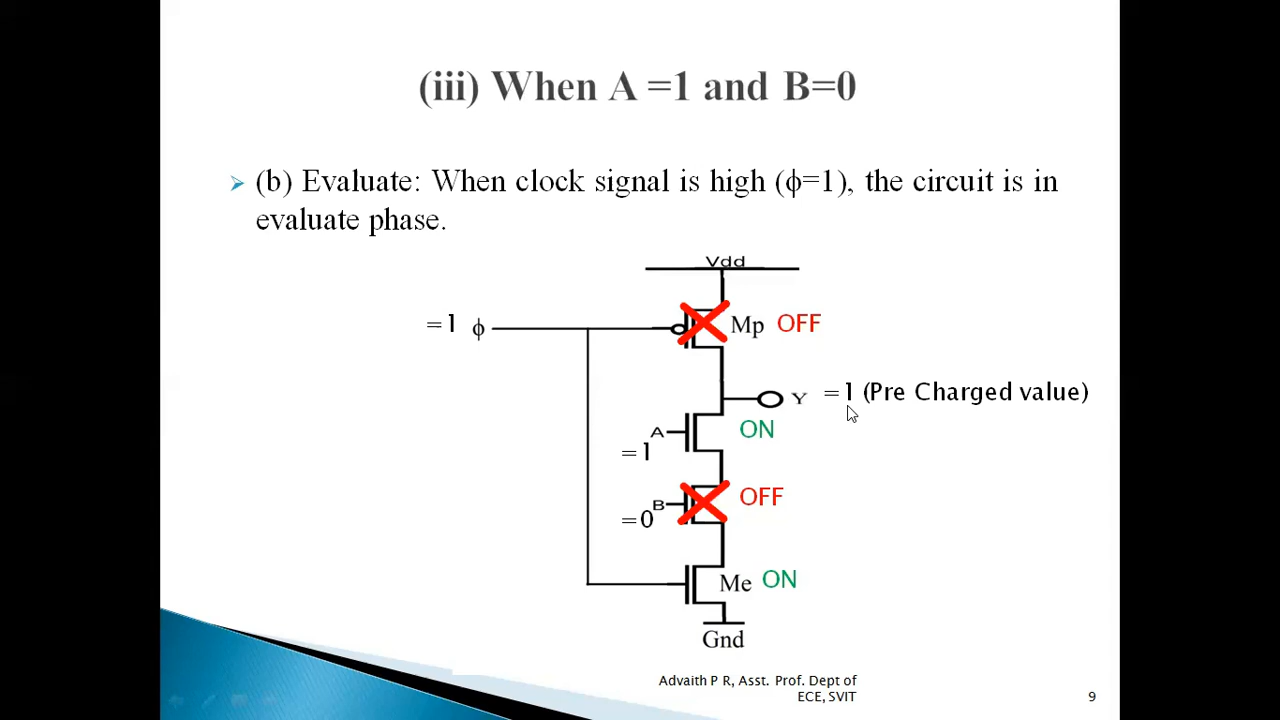 (iii) When A =1 and B=0
(b) Evaluate: When clock signal is high (ϕ=1), the circuit is in
evaluate phase.
Vdd
=1 ϕ
Mp OFF
Y =1 (Pre Charged value)
A ON
=1
B OFF
=0
Me ON
Gnd
Advaith P R, Asst. Prof. Dept of
ECE, SVIT
9